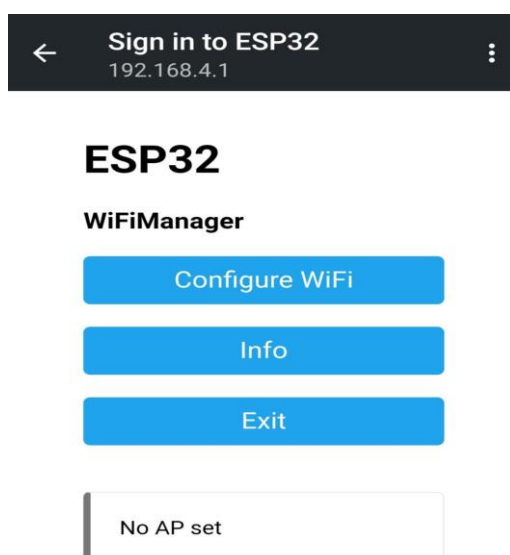 Sign in to ESP32
192.168.4.1
ESP32
WiFiManager
Configure WiFi
Info
Exit
No AP set